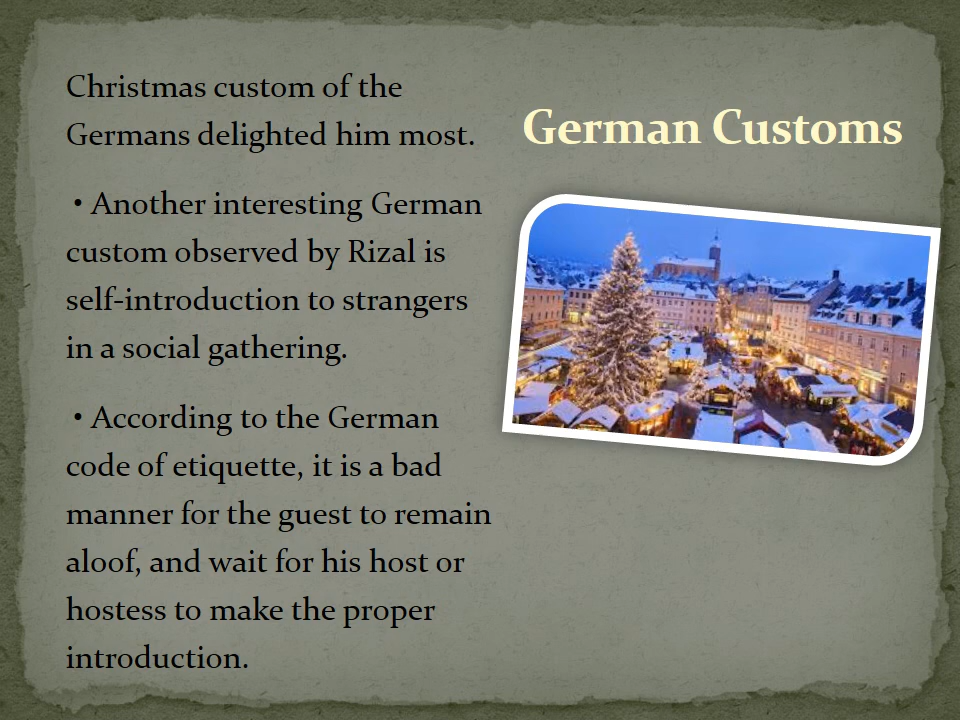 German Customs
Christmas custom of the
Germans delighted him most.
• Another interesting German
custom observed by Rizal is
self-introduction to strangers
in a social gathering.
• According to the German
code of etiquette, it is a bad
manner for the guest to remain
aloof, and wait for his host or
hostess to make the proper
introduction.